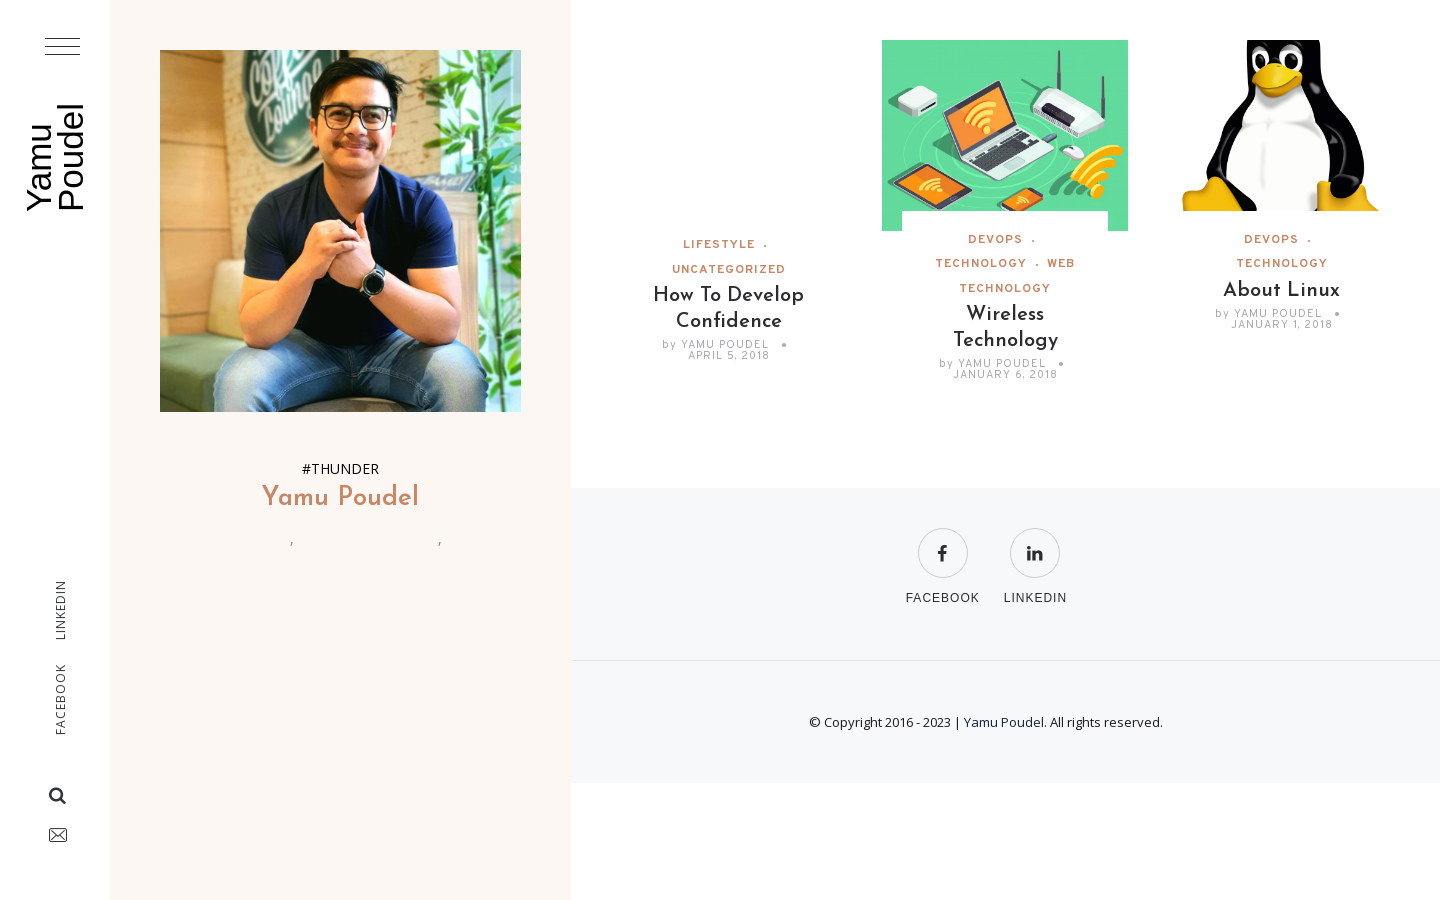 Yamu
Poudel
LINKEDIN
FACEBOOK
#THUNDER
Yamu Poudel
, ,
LIFESTYLE •
UNCATEGORIZED
How To Develop
Confidence
by YAMU POUDEL •
APRIL 5, 2018
DEVOPS •
TECHNOLOGY • WEB
TECHNOLOGY
Wireless
Technology
by YAMU POUDEL •
JANUARY 6, 2018
DEVOPS •
TECHNOLOGY
About Linux
by YAMU POUDEL •
JANUARY 1, 2018
FACEBOOK
LINKEDIN
© Copyright 2016 - 2023 | Yamu Poudel. All rights reserved.